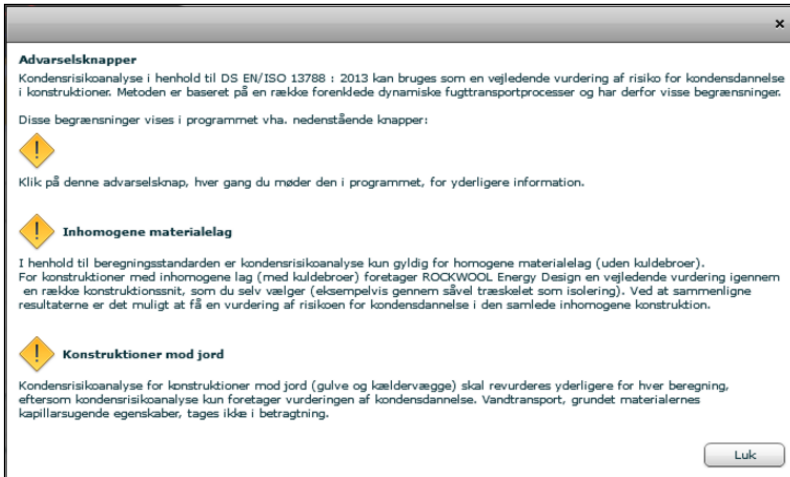 Advarselsknapper
Kondensrisikoanalyse i henhold til DS EN/ISO 13788 : 2013 kan bruges som en vejledende vurdering af risiko for kondensdannelse
i konstruktioner. Metoden er baseret på en række forenklede dynamiske fugttransportprocesser og har derfor visse begrænsninger.
Disse begrænsninger vises i programmet vha. nedenstående knapper:
Klik på denne advarselsknap, hver gang du møder den i programmet, for yderligere information.
Inhomogene materialelag
I henhold til beregningsstandarden er kondensrisikoanalyse kun gyldig for homogene materialelag (uden kuldebroer).
For konstruktioner med inhomogene lag (med kuldebroer) foretager ROCKWOOL Energy Design en vejledende vurdering igennem
en række konstruktionssnit, som du selv vælger (eksempelvis gennem såvel træskelet som isolering). Ved at sammenligne
resultaterne er det muligt at få en vurdering af risikoen for kondensdannelse i den samlede inhomogene konstruktion.
Konstruktioner mod jord
Kondensrisikoanalyse for konstruktioner mod jord (gulve og kældervægge) skal revurderes yderligere for hver beregning,
eftersom kondensrisikoanalyse kun foretager vurderingen af kondensdannelse. Vandtransport, grundet materialernes
kapillarsugende egenskaber, tages ikke i betragtning.
Luk